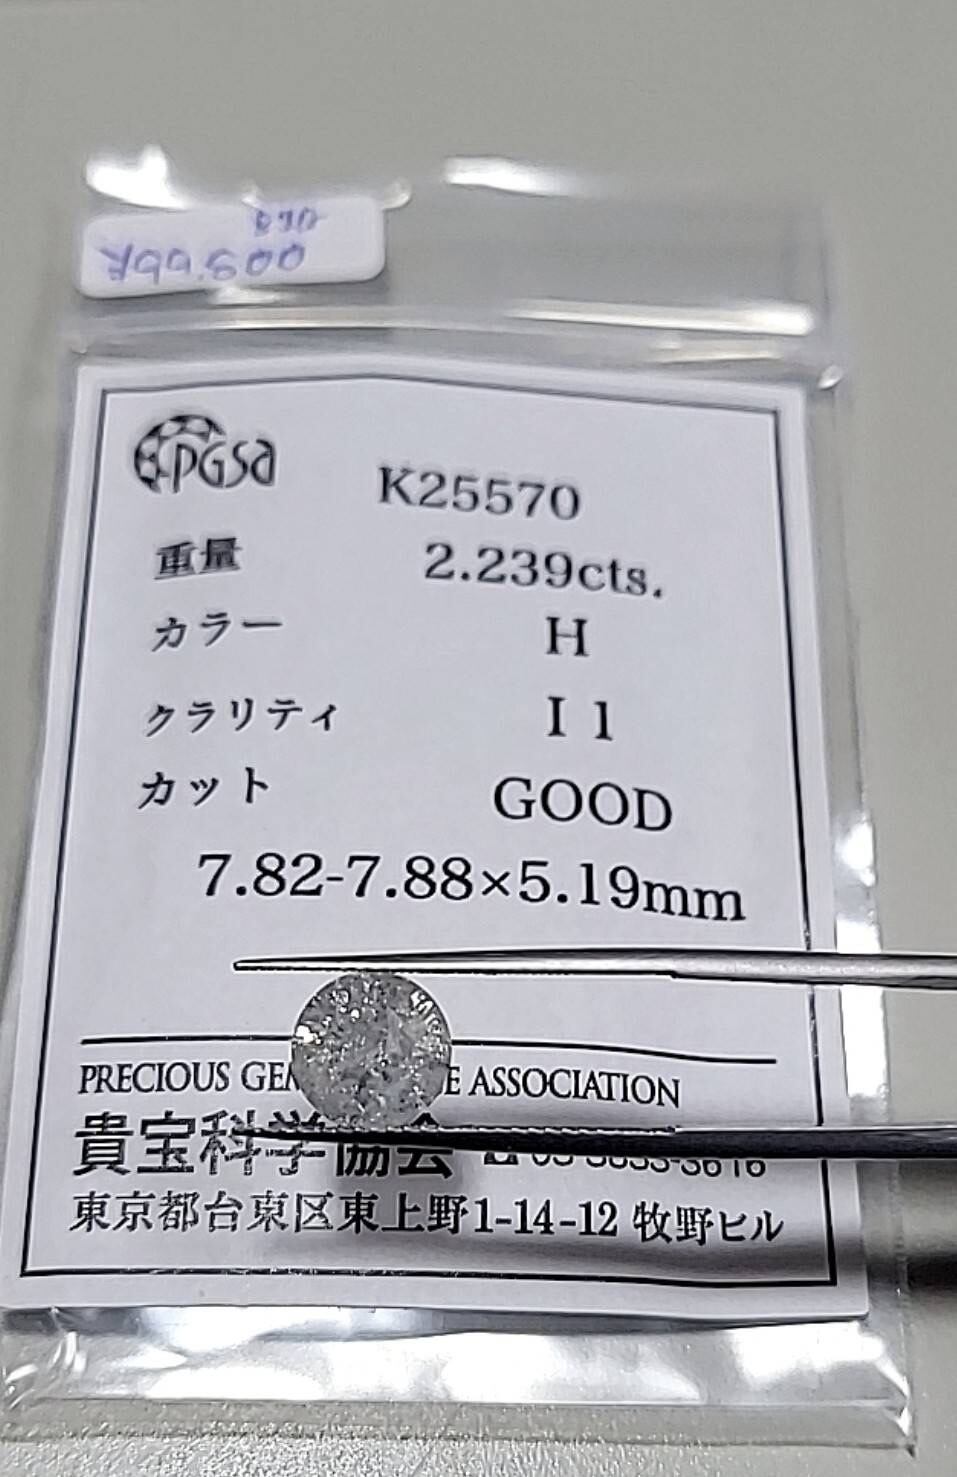 ¥99.800
PGSa
K25570
重量 2.239cts.
カラー H
クラリティ I 1
カット GOOD
7.82-7.88×5.19mm
PRECIOUS ASSOCIATION
貴宝科学協会
東京都台東区東上野1-14-12 牧野ビル